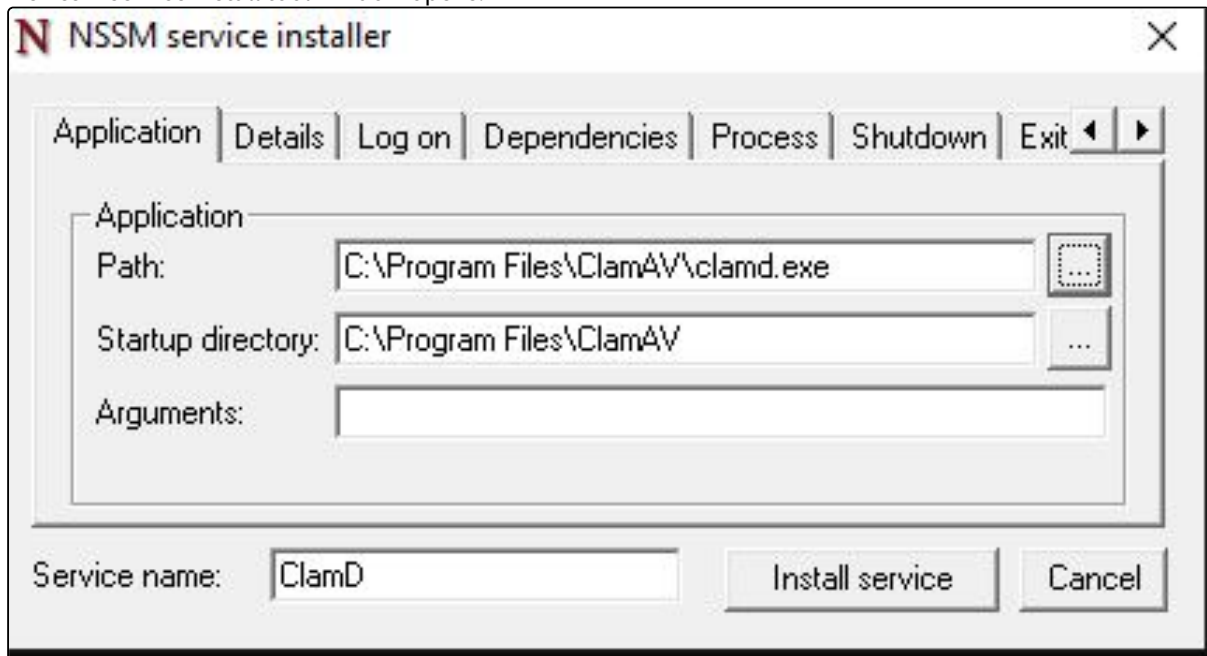 N NSSM service installer
Application Details Log on Dependencies Process Shutdown Exit
Application
Path: C:\Program Files\ClamAV\clamd.exe ...
Startup directory: C:\Program Files\ClamAV ...
Arguments:
Service name: ClamD Install service Cancel